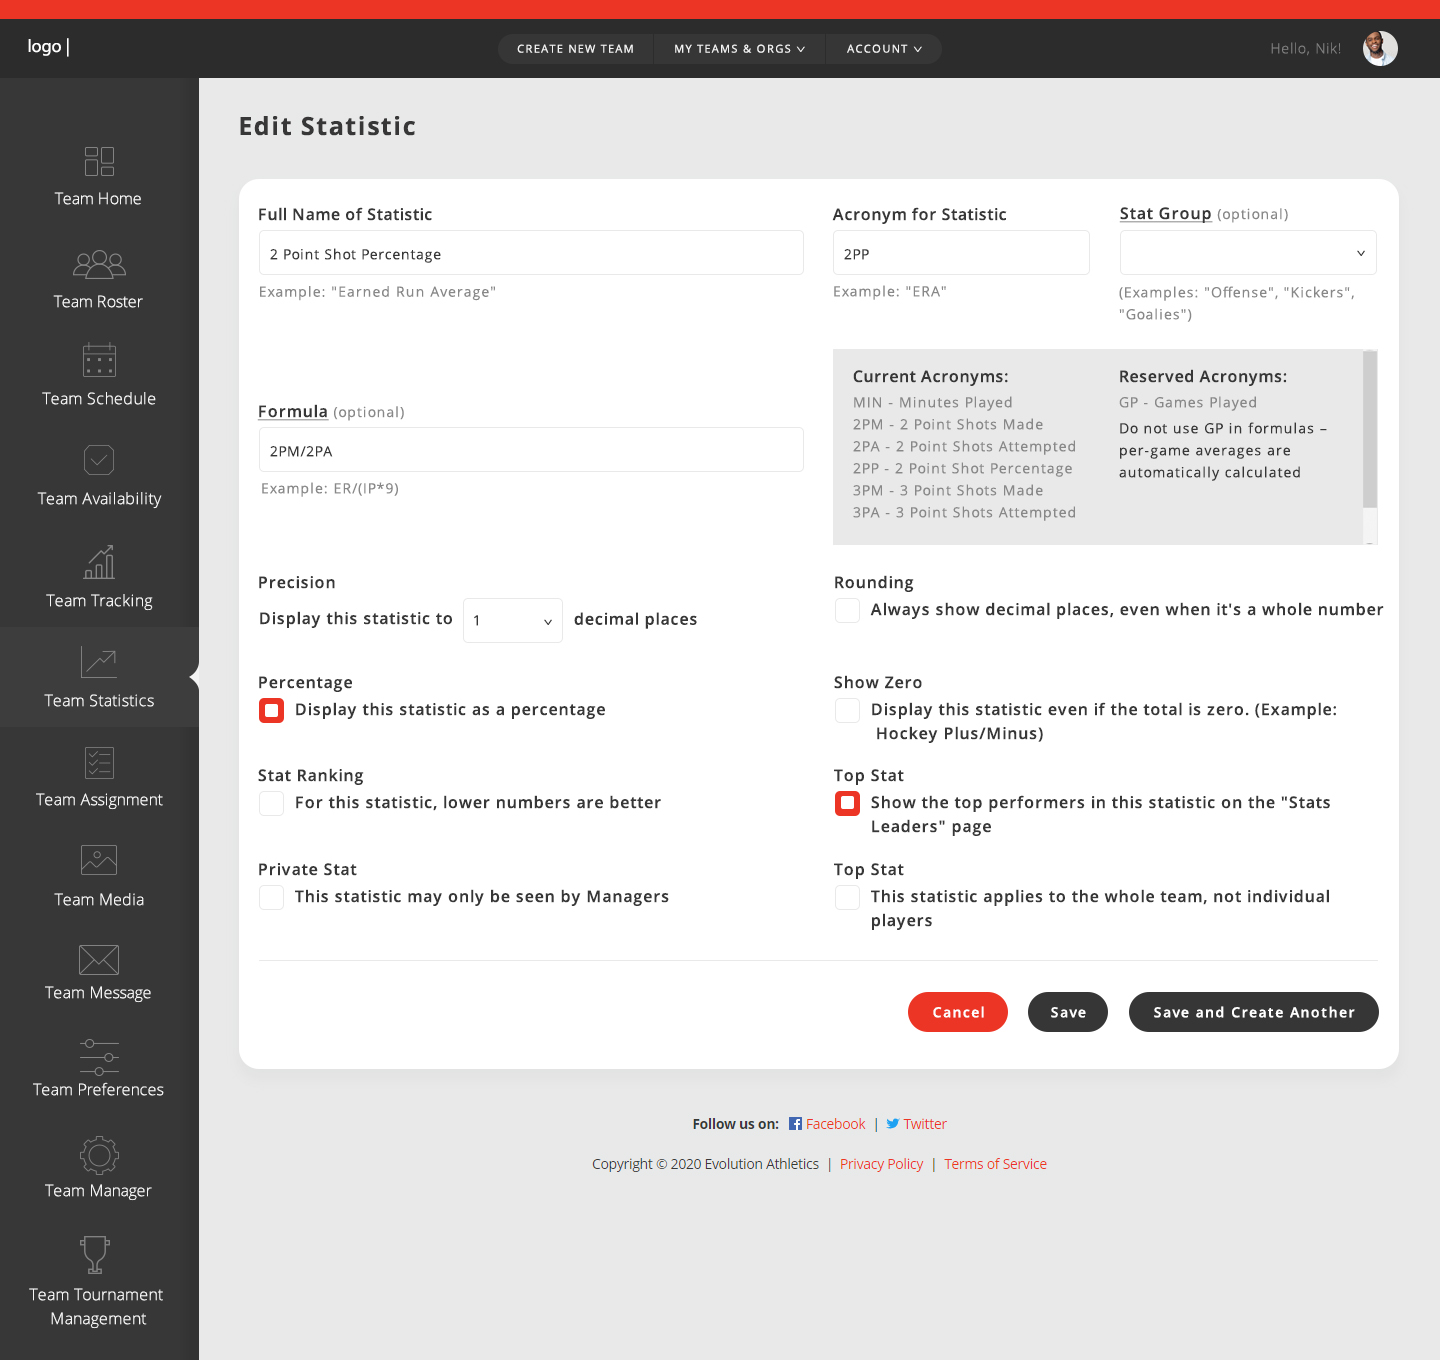 logo |
CREATE NEW TEAM
MY TEAMS & ORGS
ACCOUNT
Hello, Nik!
Team Home
Team Roster
Team Schedule
Team Availability
Team Tracking
Team Statistics
Team Assignment
Team Media
Team Message
Team Preferences
Team Manager
Team Tournament
Management
Edit Statistic
Full Name of Statistic
2 Point Shot Percentage
Example: "Earned Run Average"
Acronym for Statistic
2PP
Example: "ERA"
Stat Group (optional)
(Examples: "Offense", "Kickers",
"Goalies")
Formula (optional)
2PM/2PA
Example: ER/(IP*9)
Current Acronyms:
MIN - Minutes Played
2PM - 2 Point Shots Made
2PA - 2 Point Shots Attempted
2PP - 2 Point Shot Percentage
3PM - 3 Point Shots Made
3PA - 3 Point Shots Attempted
Reserved Acronyms:
GP - Games Played
Do not use GP in formulas –
per-game averages are
automatically calculated
Precision
Display this statistic to 1 decimal places
Rounding
Always show decimal places, even when it's a whole number
Percentage
Display this statistic as a percentage
Show Zero
Display this statistic even if the total is zero. (Example:
Hockey Plus/Minus)
Stat Ranking
For this statistic, lower numbers are better
Top Stat
Show the top performers in this statistic on the "Stats
Leaders" page
Private Stat
This statistic may only be seen by Managers
Top Stat
This statistic applies to the whole team, not individual
players
Cancel
Save
Save and Create Another
Follow us on: Facebook | Twitter
Copyright © 2020 Evolution Athletics | Privacy Policy | Terms of Service